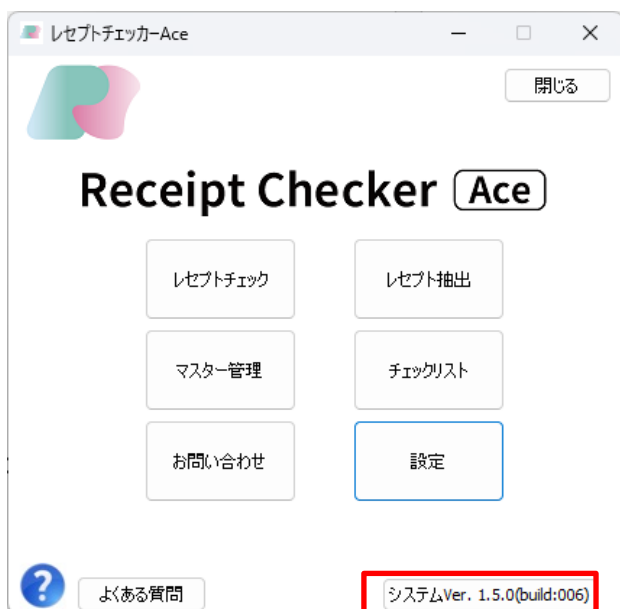 レセプトチェッカーAce
閉じる
Receipt Checker Ace
レセプトチェック
レセプト抽出
マスター管理
チェックリスト
お問い合わせ
設定
?
よくある質問
システムVer. 1.5.0(build:006)